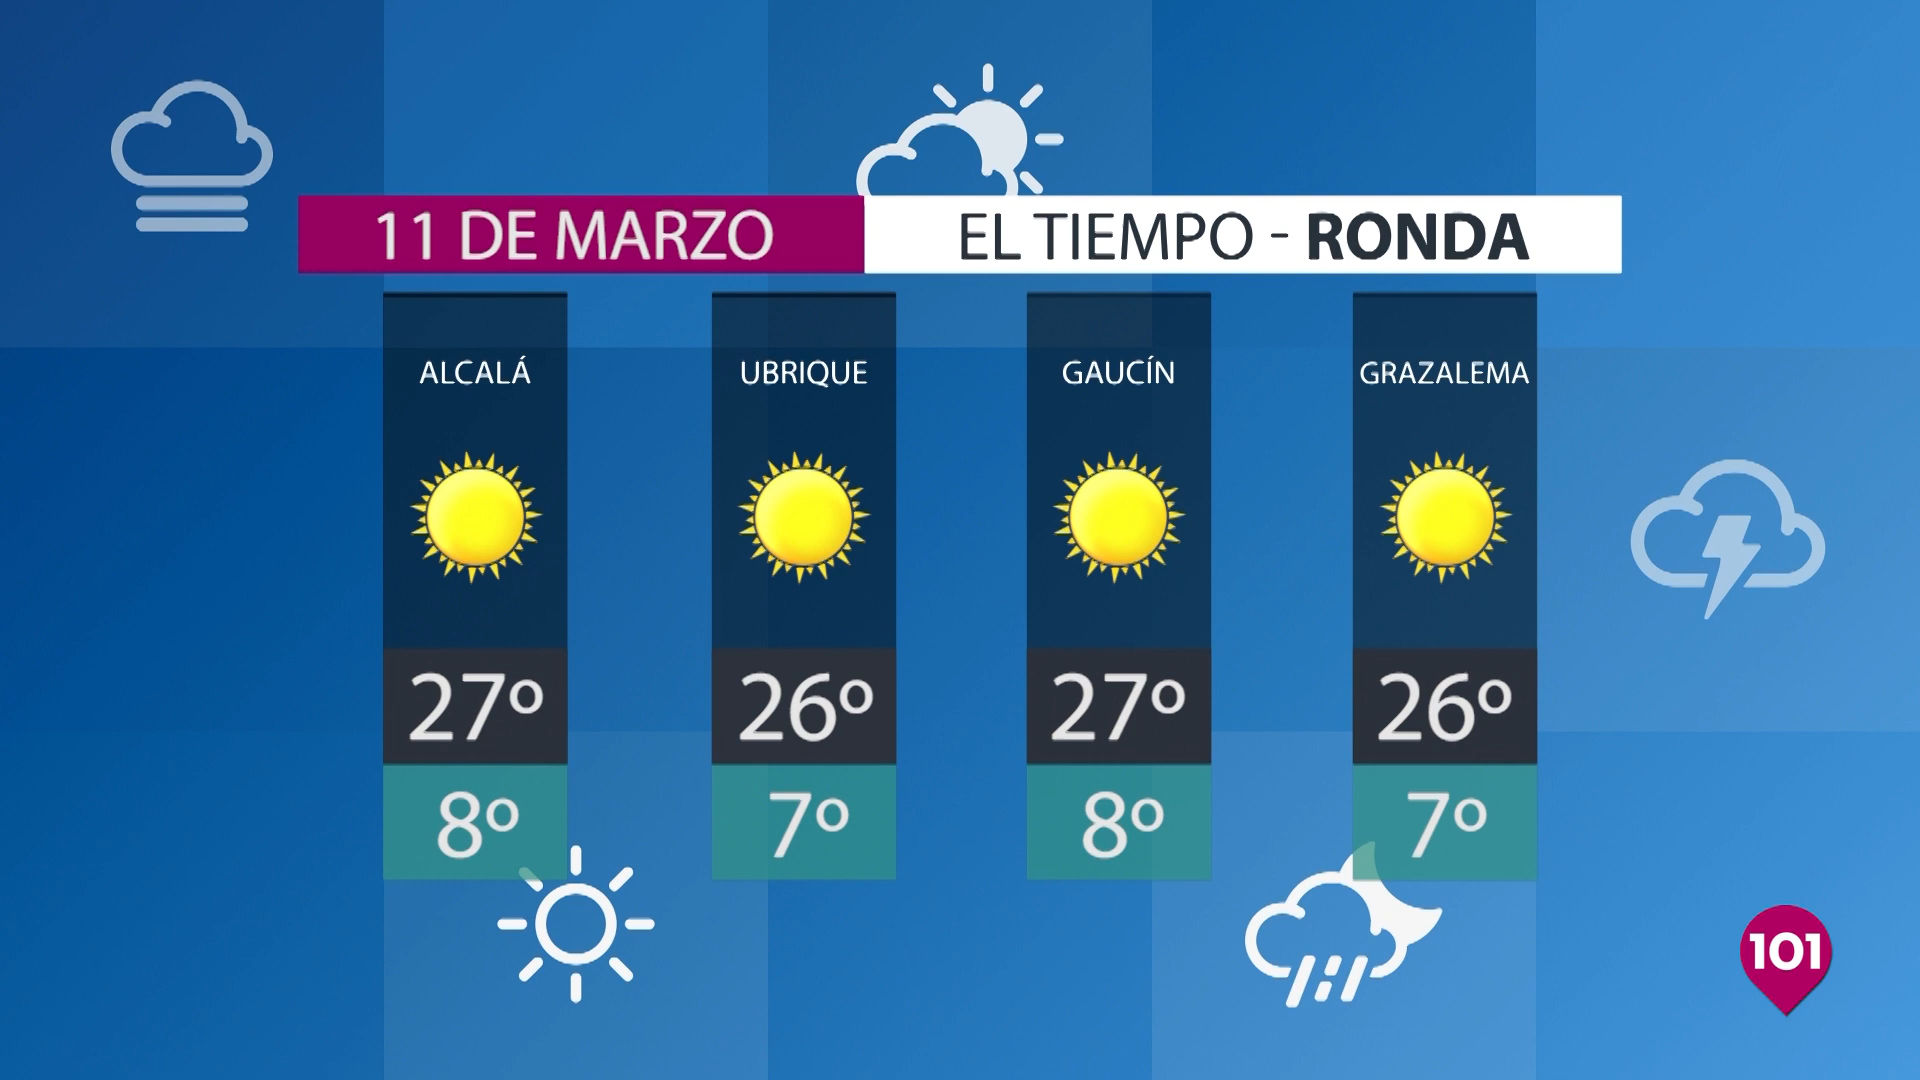 11 DE MARZO
EL TIEMPO - RONDA
ALCALÁ
27º
8º
UBRIQUE
26º
7º
GAUCÍN
27º
8º
GRAZALEMA
26º
7º
101